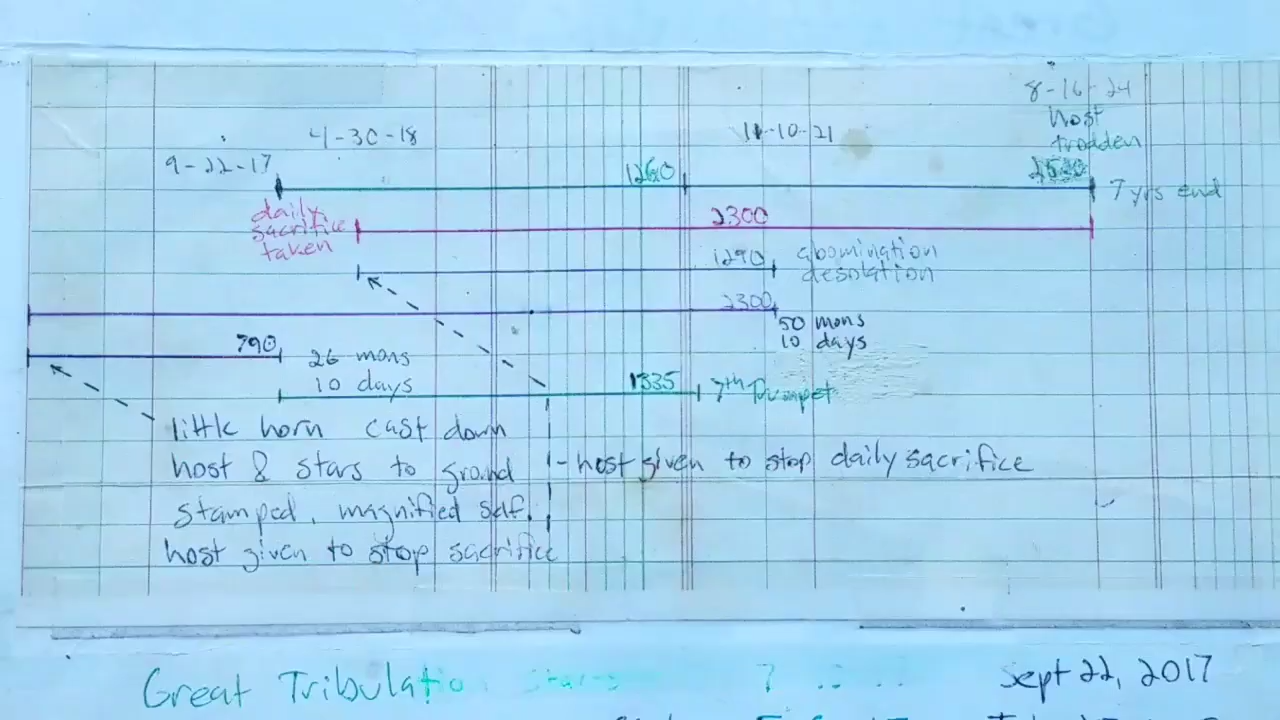 8-16-24
host
trodden
4-30-18
11-10-21
9-22-17
1260
7 yrs end
daily
sacrifice
taken
2300
1290
abomination
desolation
2300
50 mons
10 days
790
26 mons
10 days
1335
7th Trumpet
little horn cast down
host & stars to ground
stamped, magnified self.
host given to stop sacrifice
- host given to stop daily sacrifice
Great Tribulation Starts
Sept 22, 2017